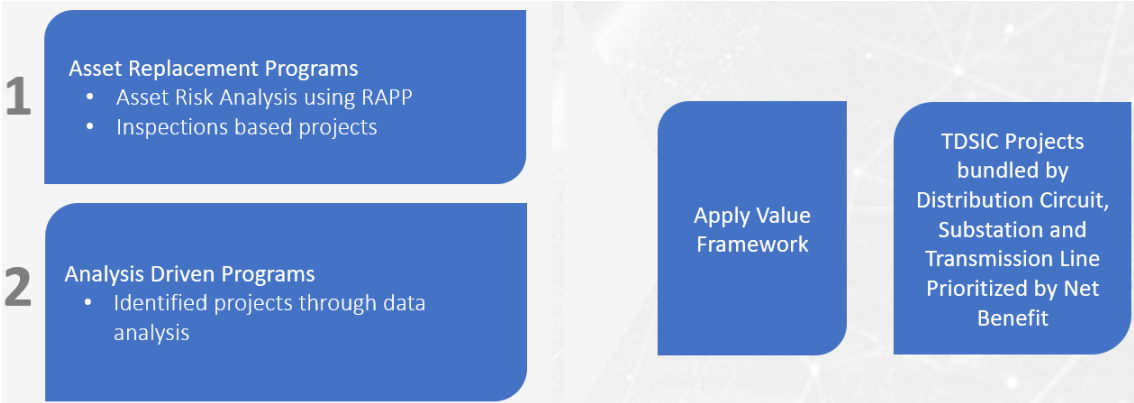 1
Asset Replacement Programs
• Asset Risk Analysis using RAPP
• Inspections based projects
2
Analysis Driven Programs
• Identified projects through data
analysis
Apply Value
Framework
TDSIC Projects
bundled by
Distribution Circuit,
Substation and
Transmission Line
Prioritized by Net
Benefit